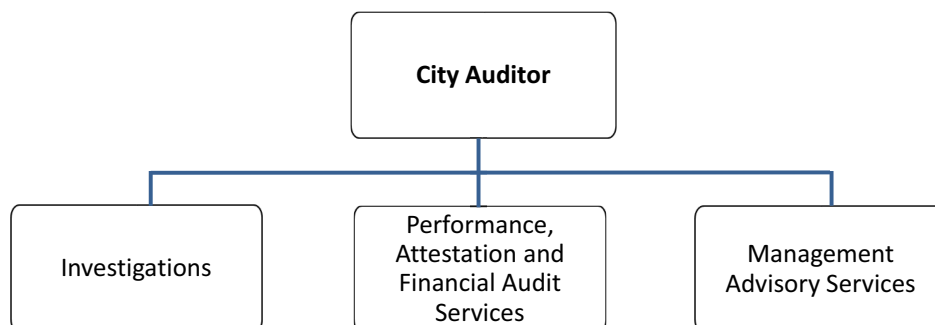 City Auditor
Investigations
Performance,
Attestation and
Financial Audit
Services
Management
Advisory Services